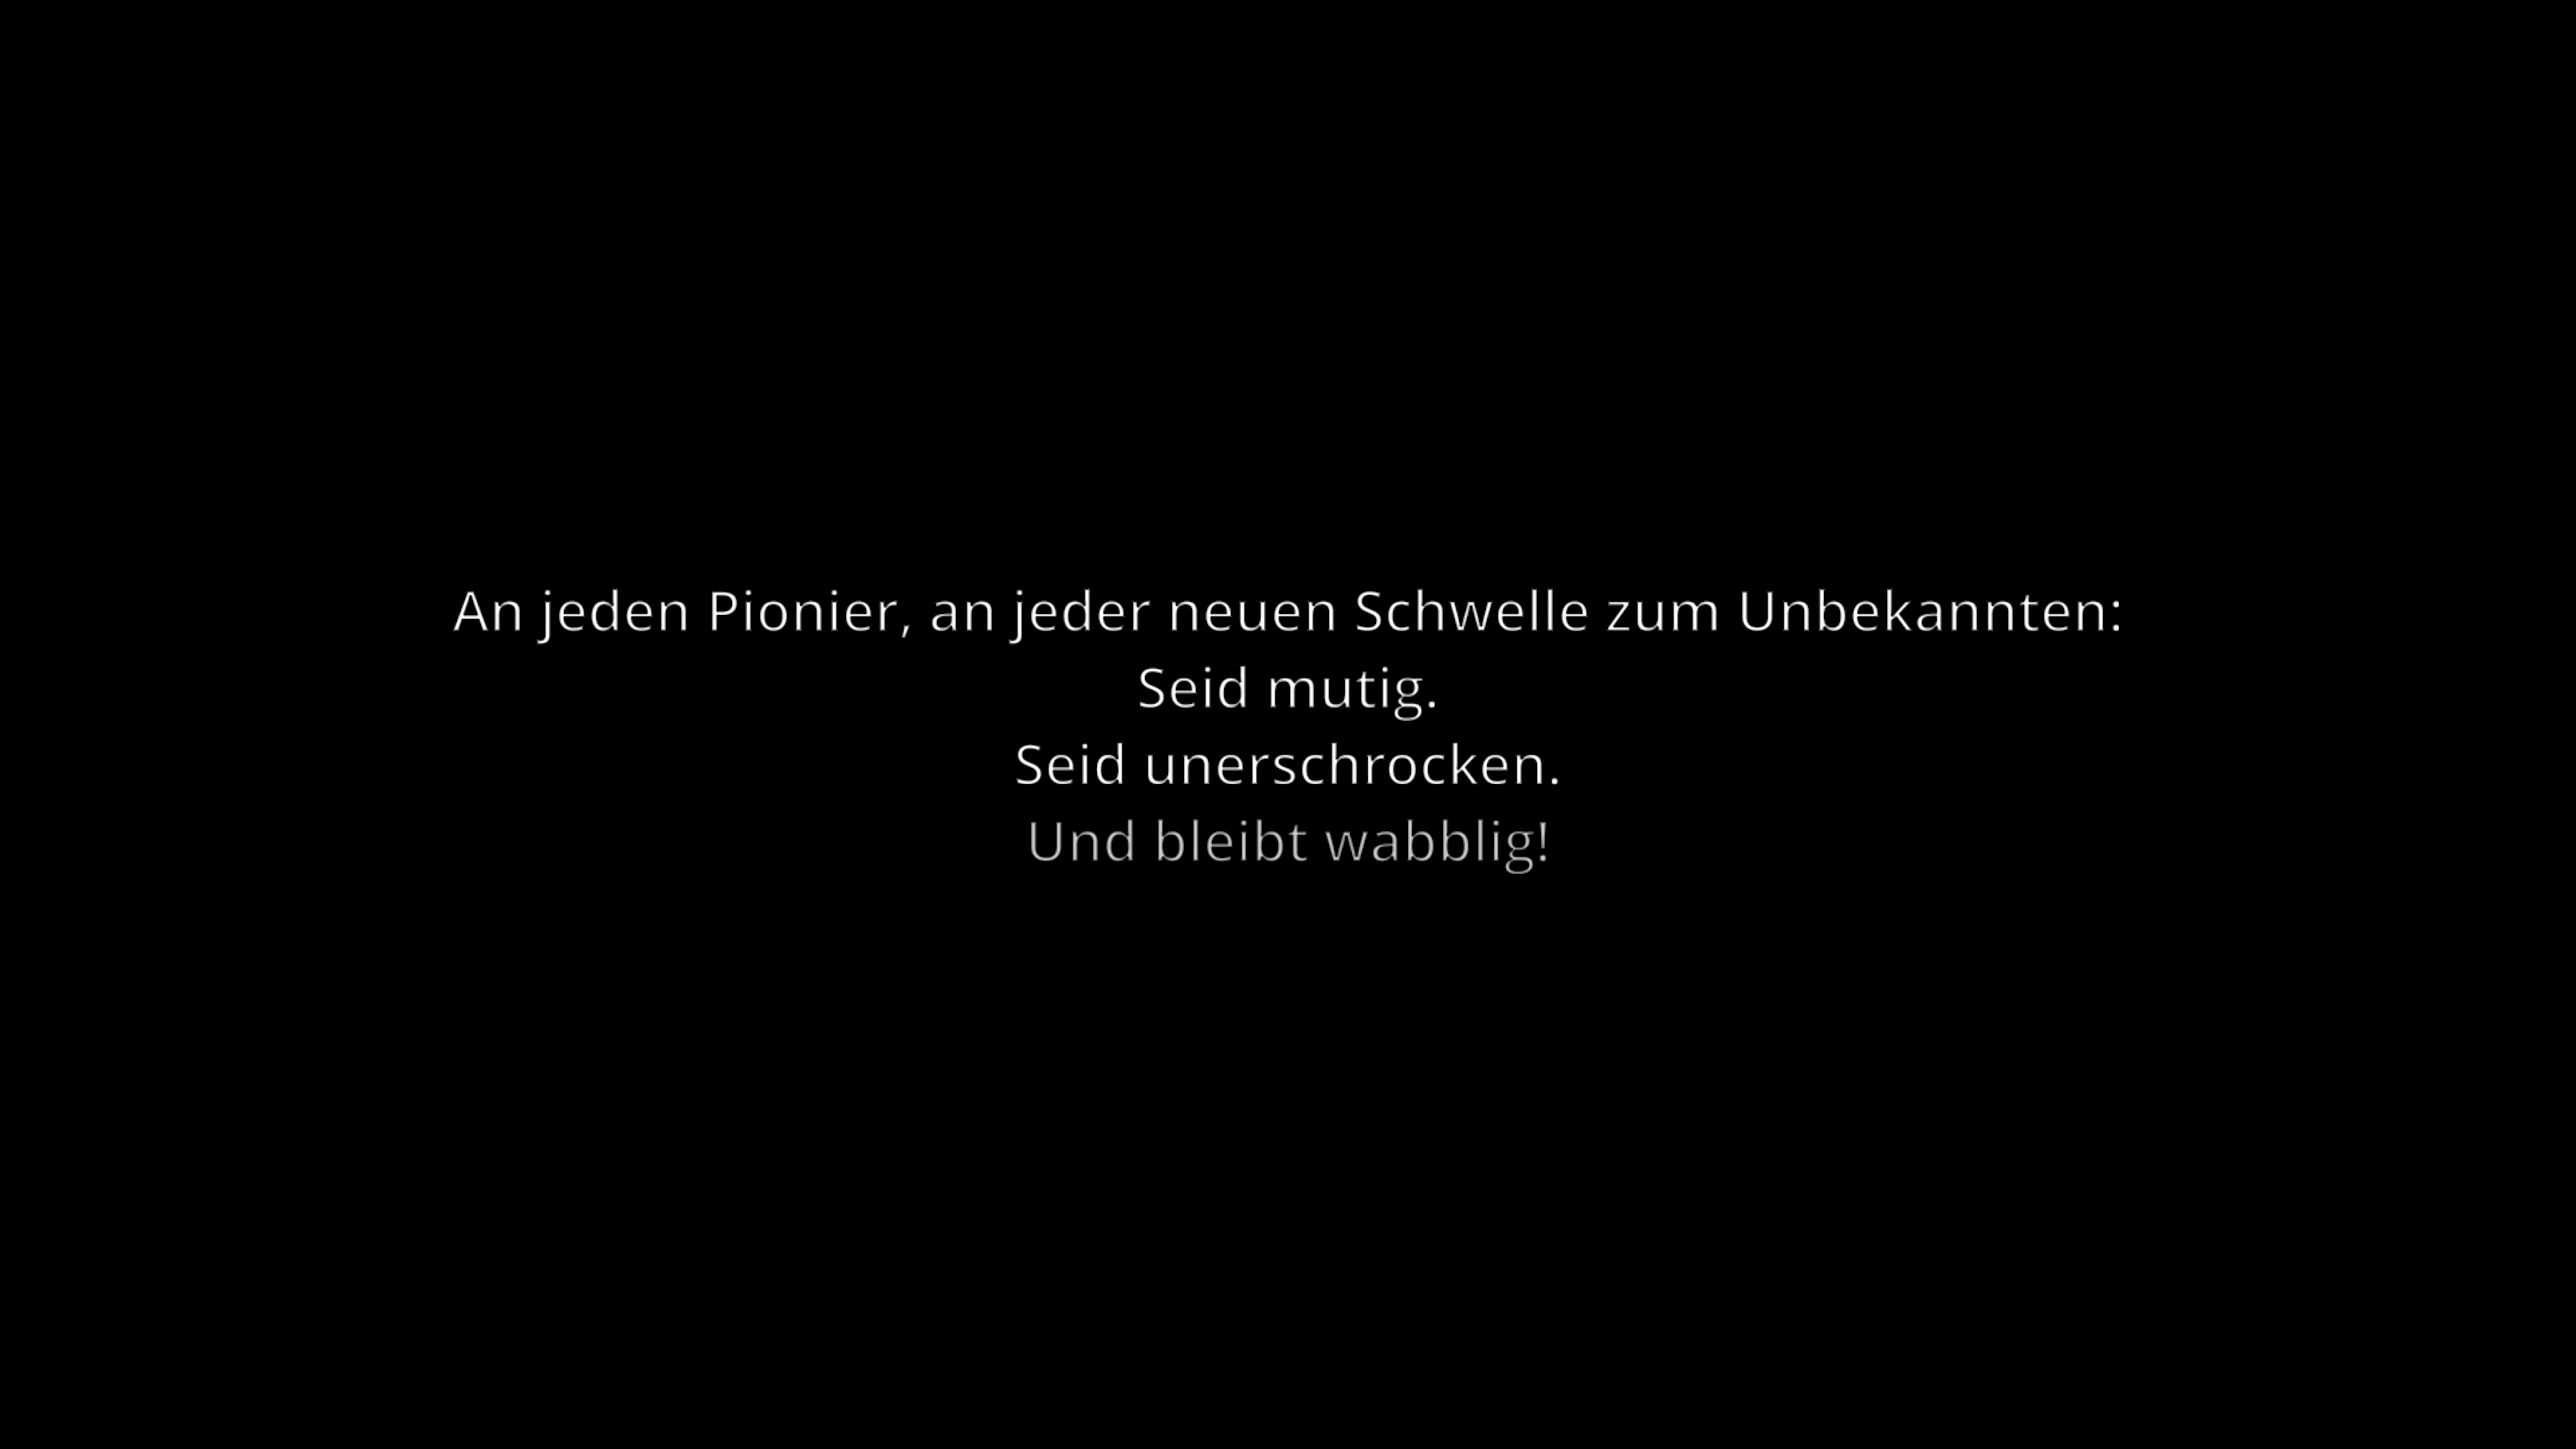 An jeden Pionier, an jeder neuen Schwelle zum Unbekannten:
Seid mutig.
Seid unerschrocken.
Und bleibt wabblig!